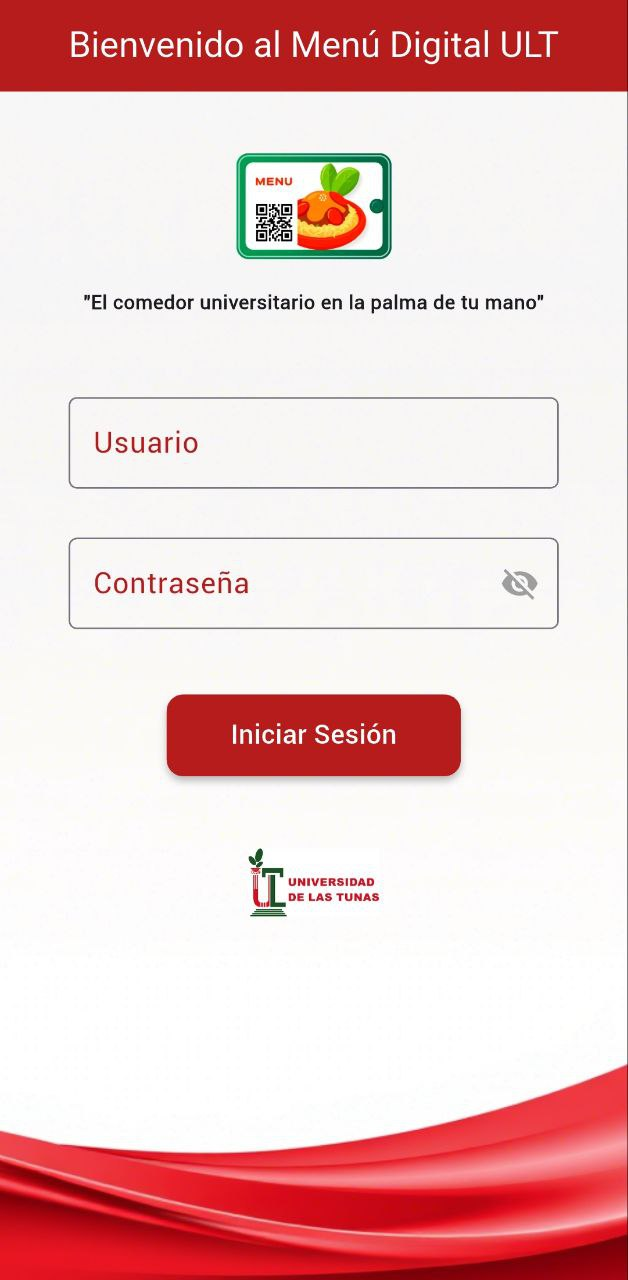 Bienvenido al Menú Digital ULT
MENU
"El comedor universitario en la palma de tu mano"
Usuario
Contraseña
Iniciar Sesión
UNIVERSIDAD
DE LAS TUNAS